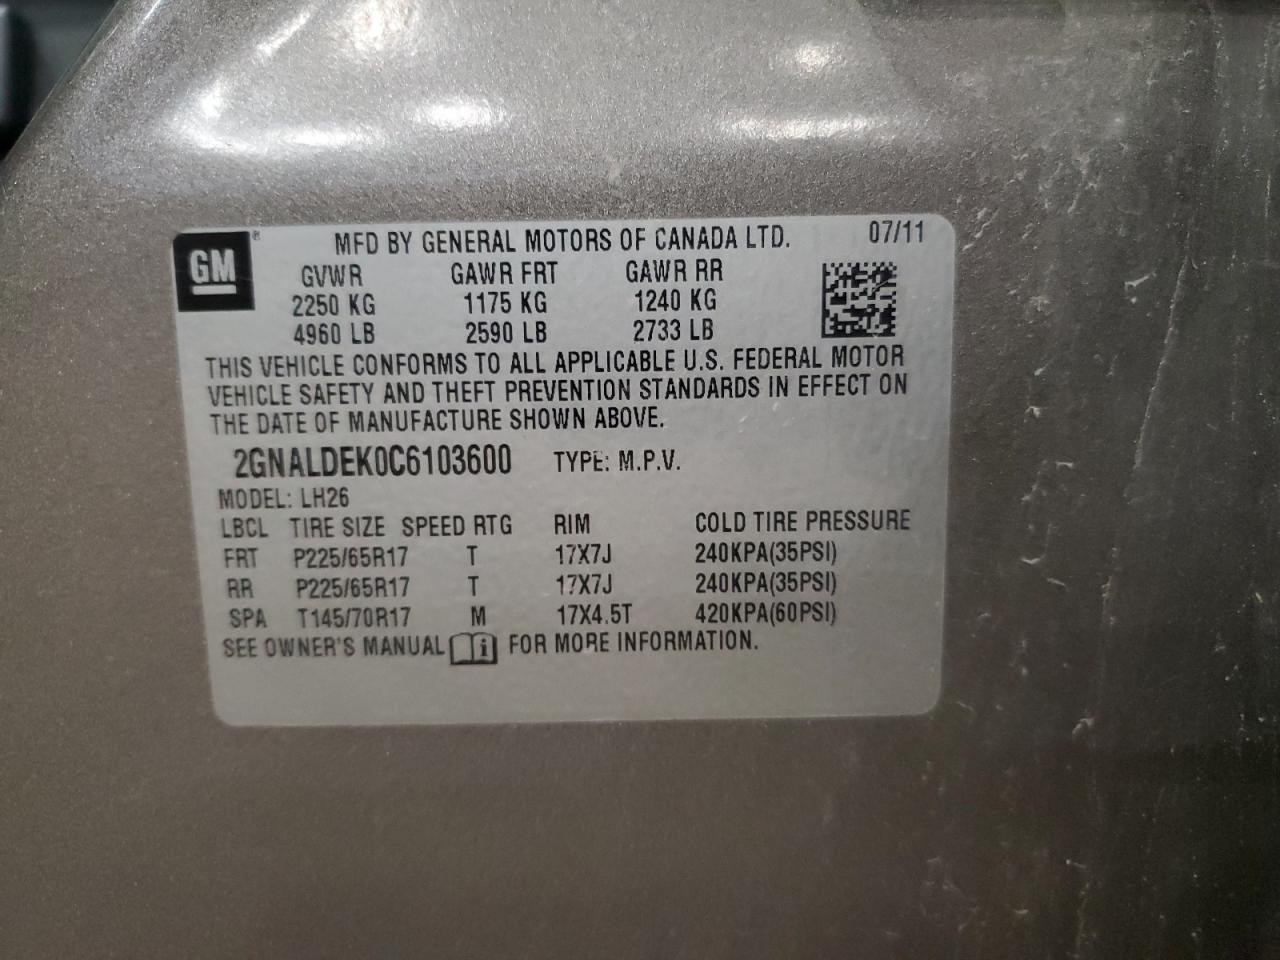 GM® MFD BY GENERAL MOTORS OF CANADA LTD. 07/11
GVWR GAWR FRT GAWR RR
2250 KG 1175 KG 1240 KG
4960 LB 2590 LB 2733 LB
THIS VEHICLE CONFORMS TO ALL APPLICABLE U.S. FEDERAL MOTOR
VEHICLE SAFETY AND THEFT PREVENTION STANDARDS IN EFFECT ON
THE DATE OF MANUFACTURE SHOWN ABOVE.
2GNALDEK0C6103600 TYPE: M.P.V.
MODEL: LH26
LBCL TIRE SIZE SPEED RTG RIM COLD TIRE PRESSURE
FRT P225/65R17 T 17X7J 240KPA(35PSI)
RR P225/65R17 T 17X7J 240KPA(35PSI)
SPA T145/70R17 M 17X4.5T 420KPA(60PSI)
SEE OWNER'S MANUAL i FOR MORE INFORMATION.